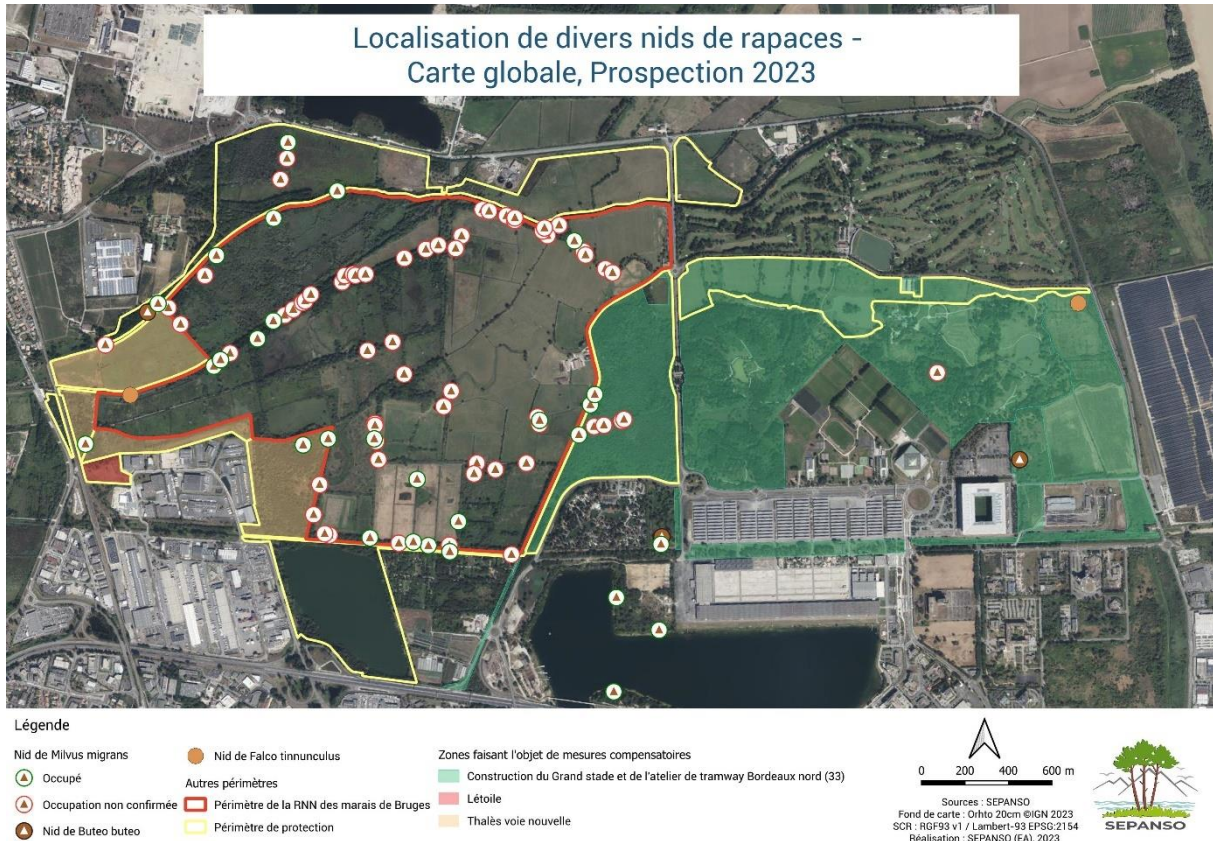 Localisation de divers nids de rapaces -
Carte globale, Prospection 2023
Légende
Nid de Milvus migrans
Occupé
Occupation non confirmée
Nid de Buteo buteo
Nid de Falco tinnunculus
Autres périmètres
Périmètre de la RNN des marais de Bruges
Périmètre de protection
Zones faisant l'objet de mesures compensatoires
Construction du Grand stade et de l'atelier de tramway Bordeaux nord (33)
Létoile
Thalès voie nouvelle
0 200 400 600 m
Sources : SEPANSO
Fond de carte : Orhto 20cm ©IGN 2023
SCR : RGF93 v1 / Lambert-93 EPSG:2154
Réalisation : SEPANSO (EA), 2023
SEPANSO